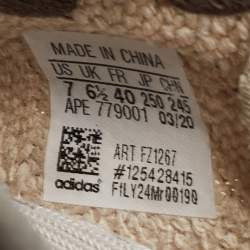 MADE IN CHINA
US UK FR JP CHN
7 6½ 40 250 245
APE 779001 03/20
ART FZ1267
#125428415
adidas FtLY24Mr00190